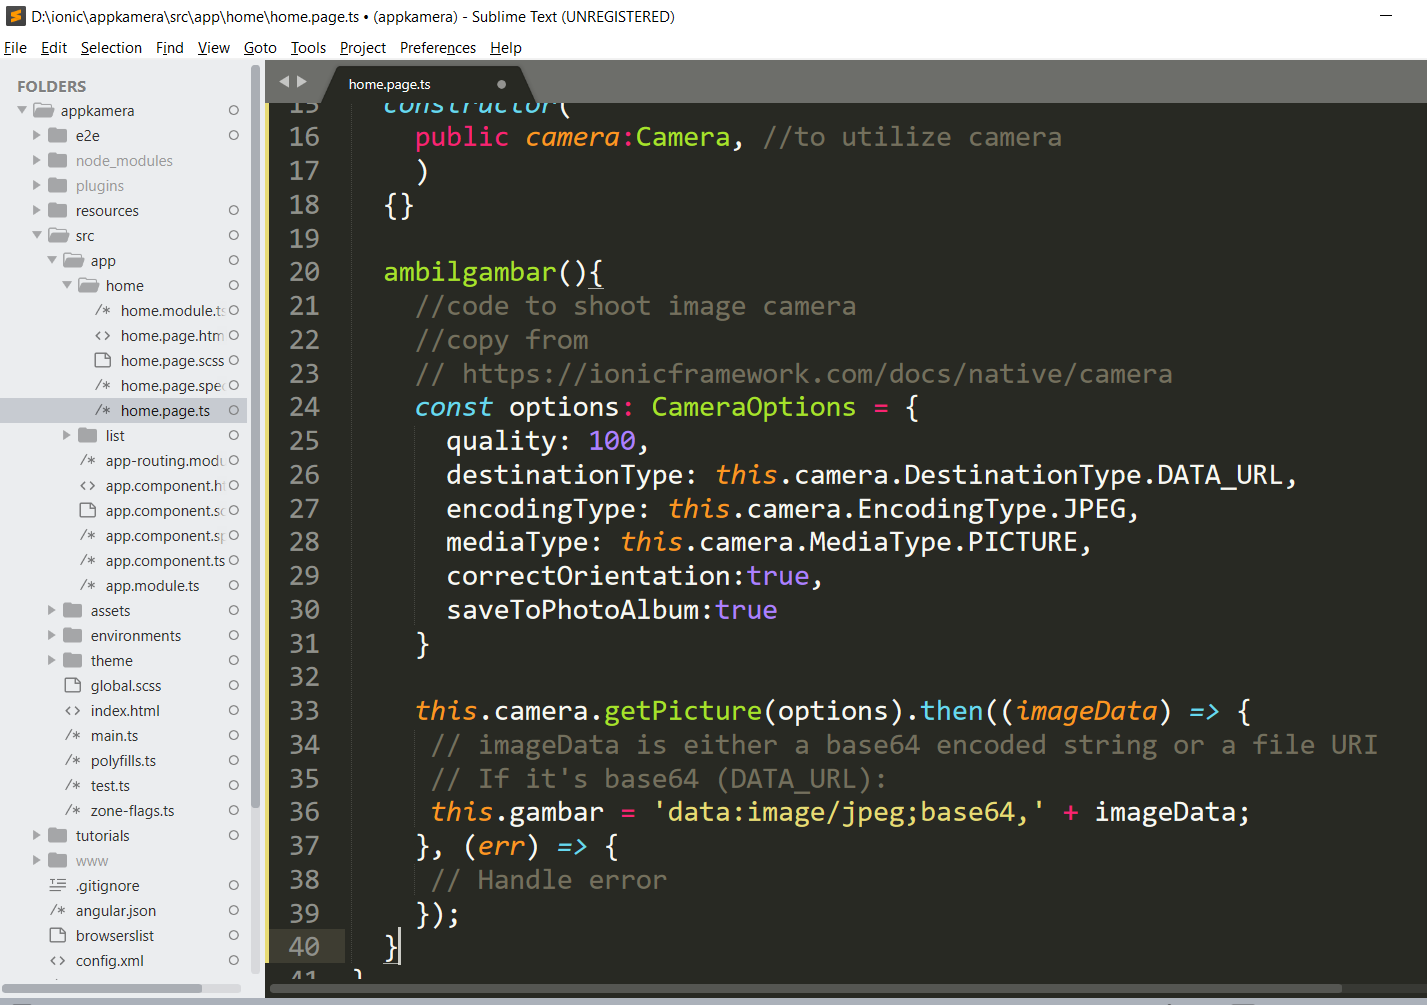 D:\ionic\appkamera\src\app\home\home.page.ts • (appkamera) - Sublime Text (UNREGISTERED)
File Edit Selection Find View Goto Tools Project Preferences Help
FOLDERS
appkamera
e2e
node_modules
plugins
resources
src
app
home
/* home.module.ts
<> home.page.htm
home.page.scss
/* home.page.spec
/* home.page.ts
list
/* app-routing.modu
<> app.component.ht
app.component.sc
/* app.component.sp
/* app.component.ts
/* app.module.ts
assets
environments
theme
global.scss
<> index.html
/* main.ts
/* polyfills.ts
/* test.ts
/* zone-flags.ts
tutorials
www
.gitignore
/* angular.json
browserslist
<> config.xml
home.page.ts
15 constructor(
16 public camera:Camera, //to utilize camera
17 )
18 {}
19
20 ambilgambar(){
21 //code to shoot image camera
22 //copy from
23 // https://ionicframework.com/docs/native/camera
24 const options: CameraOptions = {
25 quality: 100,
26 destinationType: this.camera.DestinationType.DATA_URL,
27 encodingType: this.camera.EncodingType.JPEG,
28 mediaType: this.camera.MediaType.PICTURE,
29 correctOrientation:true,
30 saveToPhotoAlbum:true
31 }
32
33 this.camera.getPicture(options).then((imageData) => {
34 // imageData is either a base64 encoded string or a file URI
35 // If it's base64 (DATA_URL):
36 this.gambar = 'data:image/jpeg;base64,' + imageData;
37 }, (err) => {
38 // Handle error
39 });
40 }
41 }